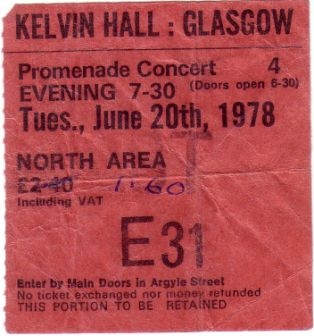 KELVIN HALL : GLASGOW
Promenade Concert 4
EVENING 7-30 (Doors open 6-30)
Tues., June 20th, 1978
T
NORTH AREA
£2·40 1·60
Including VAT
E31
Enter by Main Doors in Argyle Street
No ticket exchanged nor money refunded
THIS PORTION TO BE RETAINED